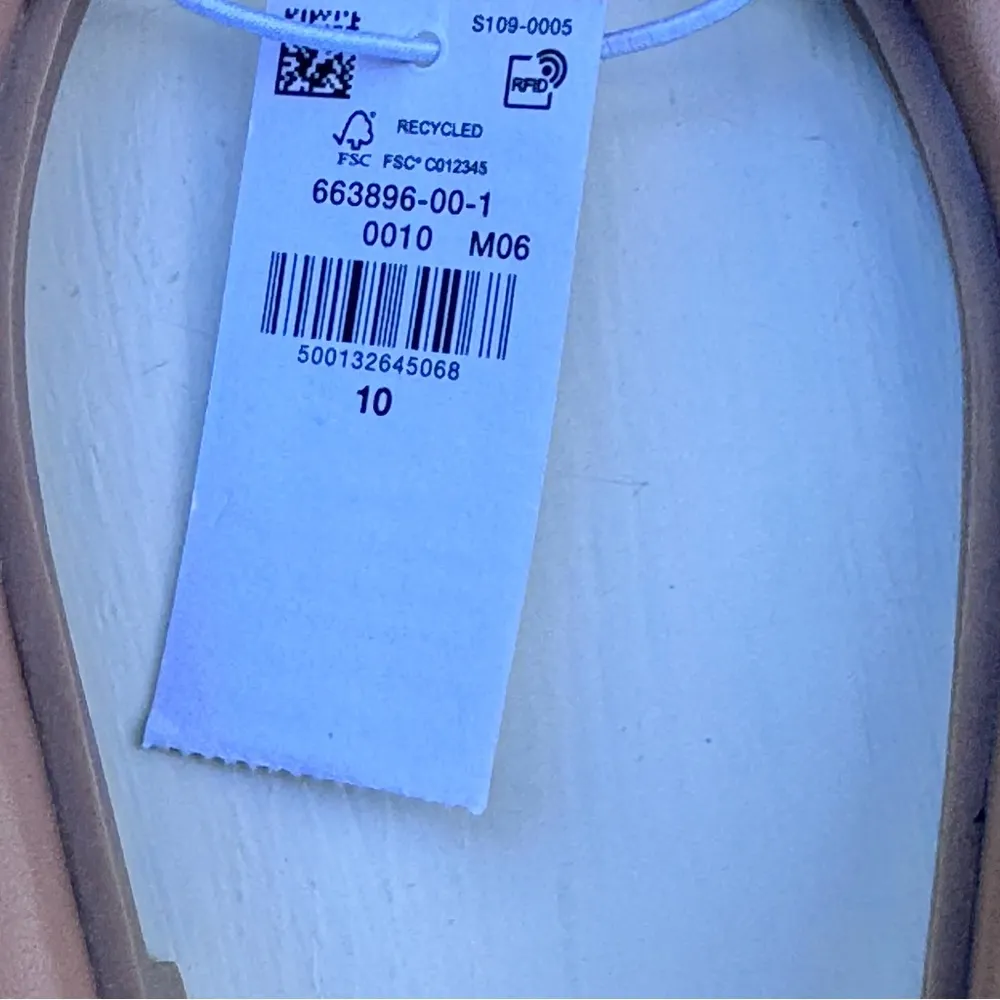 S109-0005
RFID
RECYCLED
FSC FSC® C012345
663896-00-1
0010 M06
500132645068
10